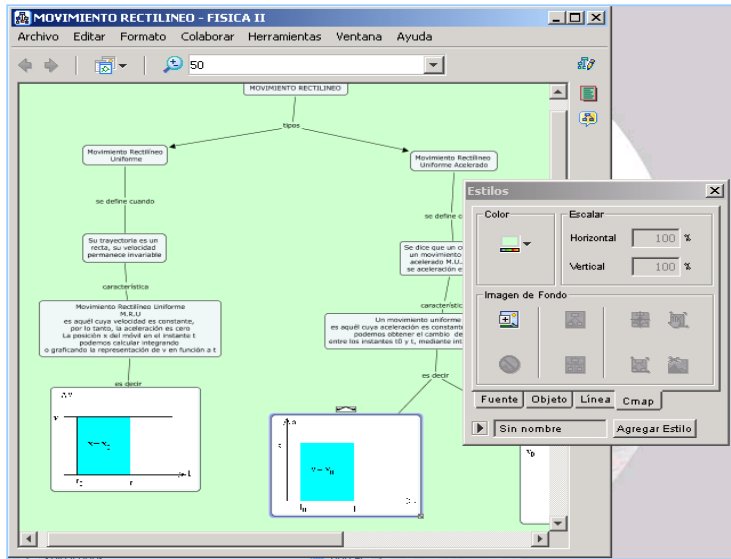 MOVIMIENTO RECTILINEO - FISICA II
Archivo Editar Formato Colaborar Herramientas Ventana Ayuda
50
MOVIMIENTO RECTILINEO
tipos
Movimiento Rectilíneo
Uniforme
Movimiento Rectilíneo
Uniforme Acelerado
se define cuando
se define c
Su trayectoria es un
recta, su velocidad
permanece invariable
Se dice que un c
un movimiento
acelerado M.U.
se aceleración e
característica
característic
Movimiento Rectilíneo Uniforme
M.R.U
es aquél cuya velocidad es constante,
por lo tanto, la aceleración es cero
La posición x del móvil en el instante t
podemos calcular integrando
o graficando la representación de v en función a t
Un movimiento uniforme
es aquél cuya aceleración es constante
podemos obtener el cambio de
entre los instantes t0 y t, mediante int
es decir
es decir
Estilos
Color
Escalar
Horizontal 100 %
Vertical 100 %
Imagen de Fondo
Fuente Objeto Línea Cmap
Sin nombre Agregar Estilo